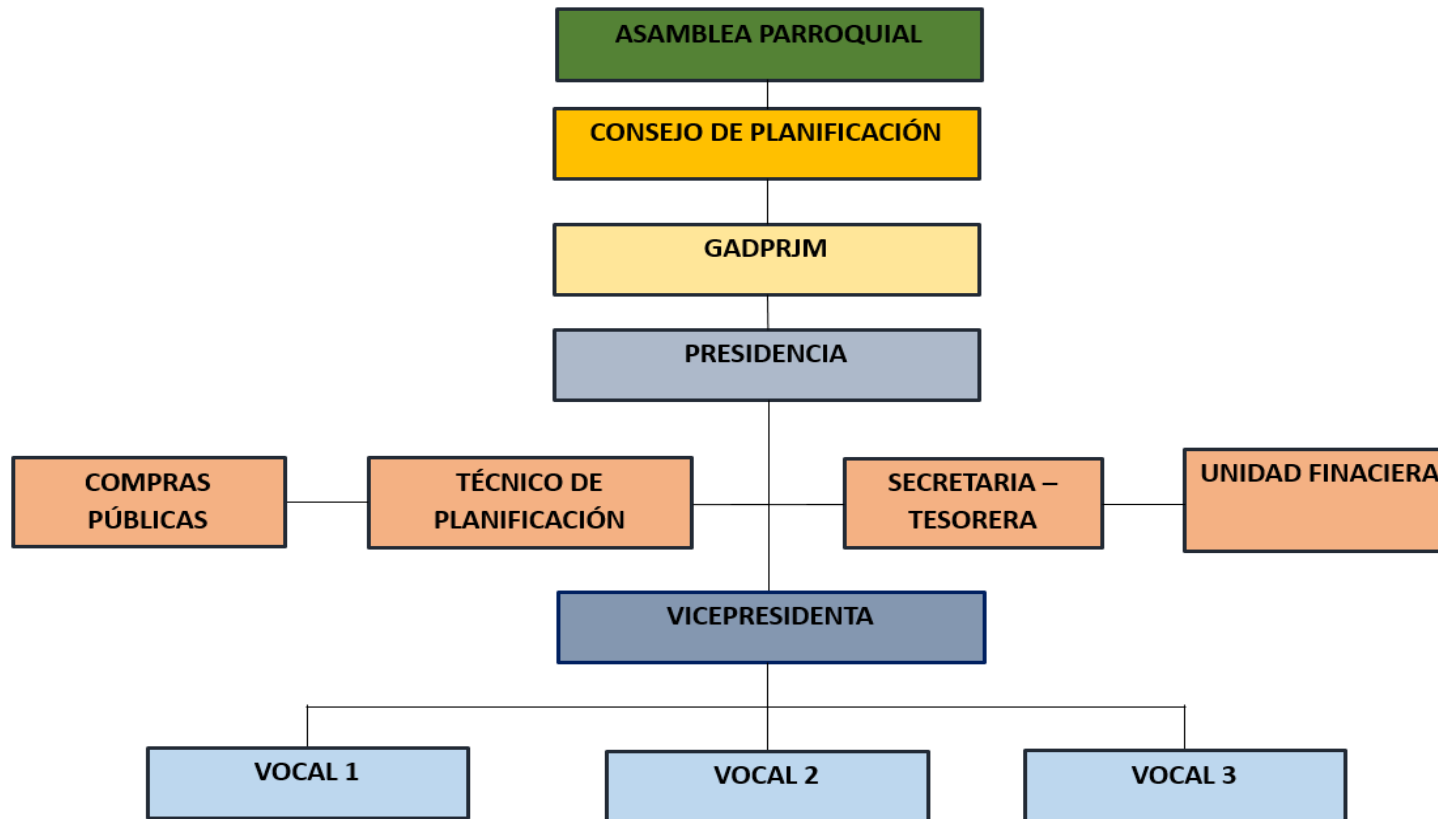 ASAMBLEA PARROQUIAL
CONSEJO DE PLANIFICACIÓN
GADPRJM
PRESIDENCIA
COMPRAS
PÚBLICAS
TÉCNICO DE
PLANIFICACIÓN
SECRETARIA –
TESORERA
UNIDAD FINACIERA
VICEPRESIDENTA
VOCAL 1
VOCAL 2
VOCAL 3